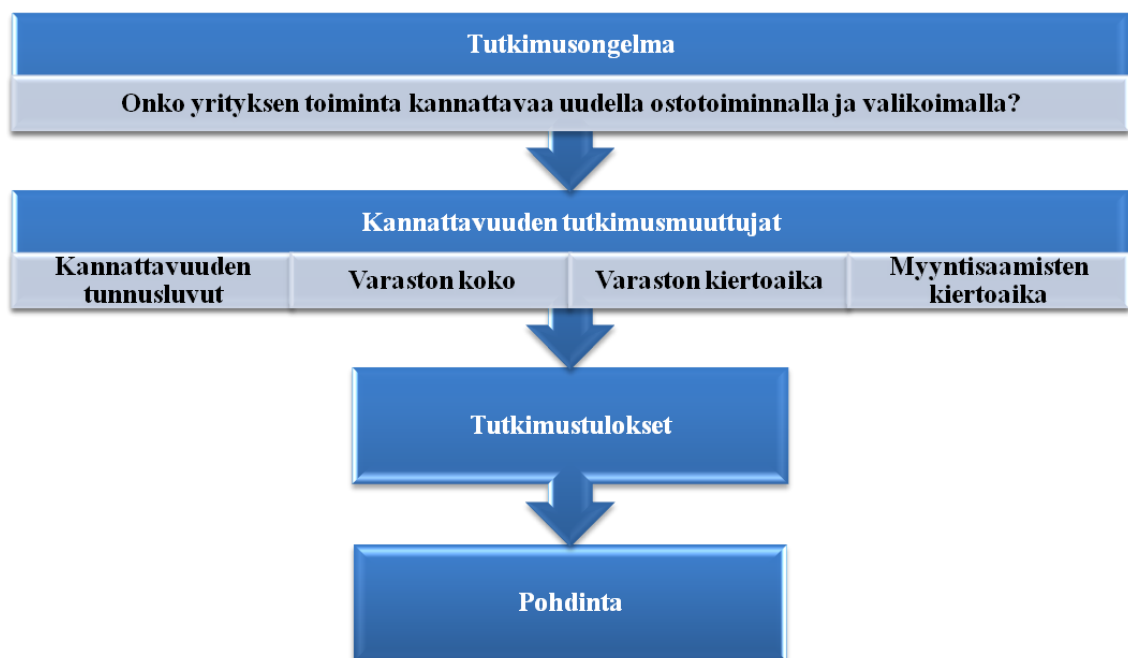 Tutkimusongelma
Onko yrityksen toiminta kannattavaa uudella ostotoiminnalla ja valikoimalla?
Kannattavuuden tutkimusmuuttujat
Kannattavuuden
tunnusluvut
Varaston koko
Varaston kiertoaika
Myyntisaamisten
kiertoaika
Tutkimustulokset
Pohdinta